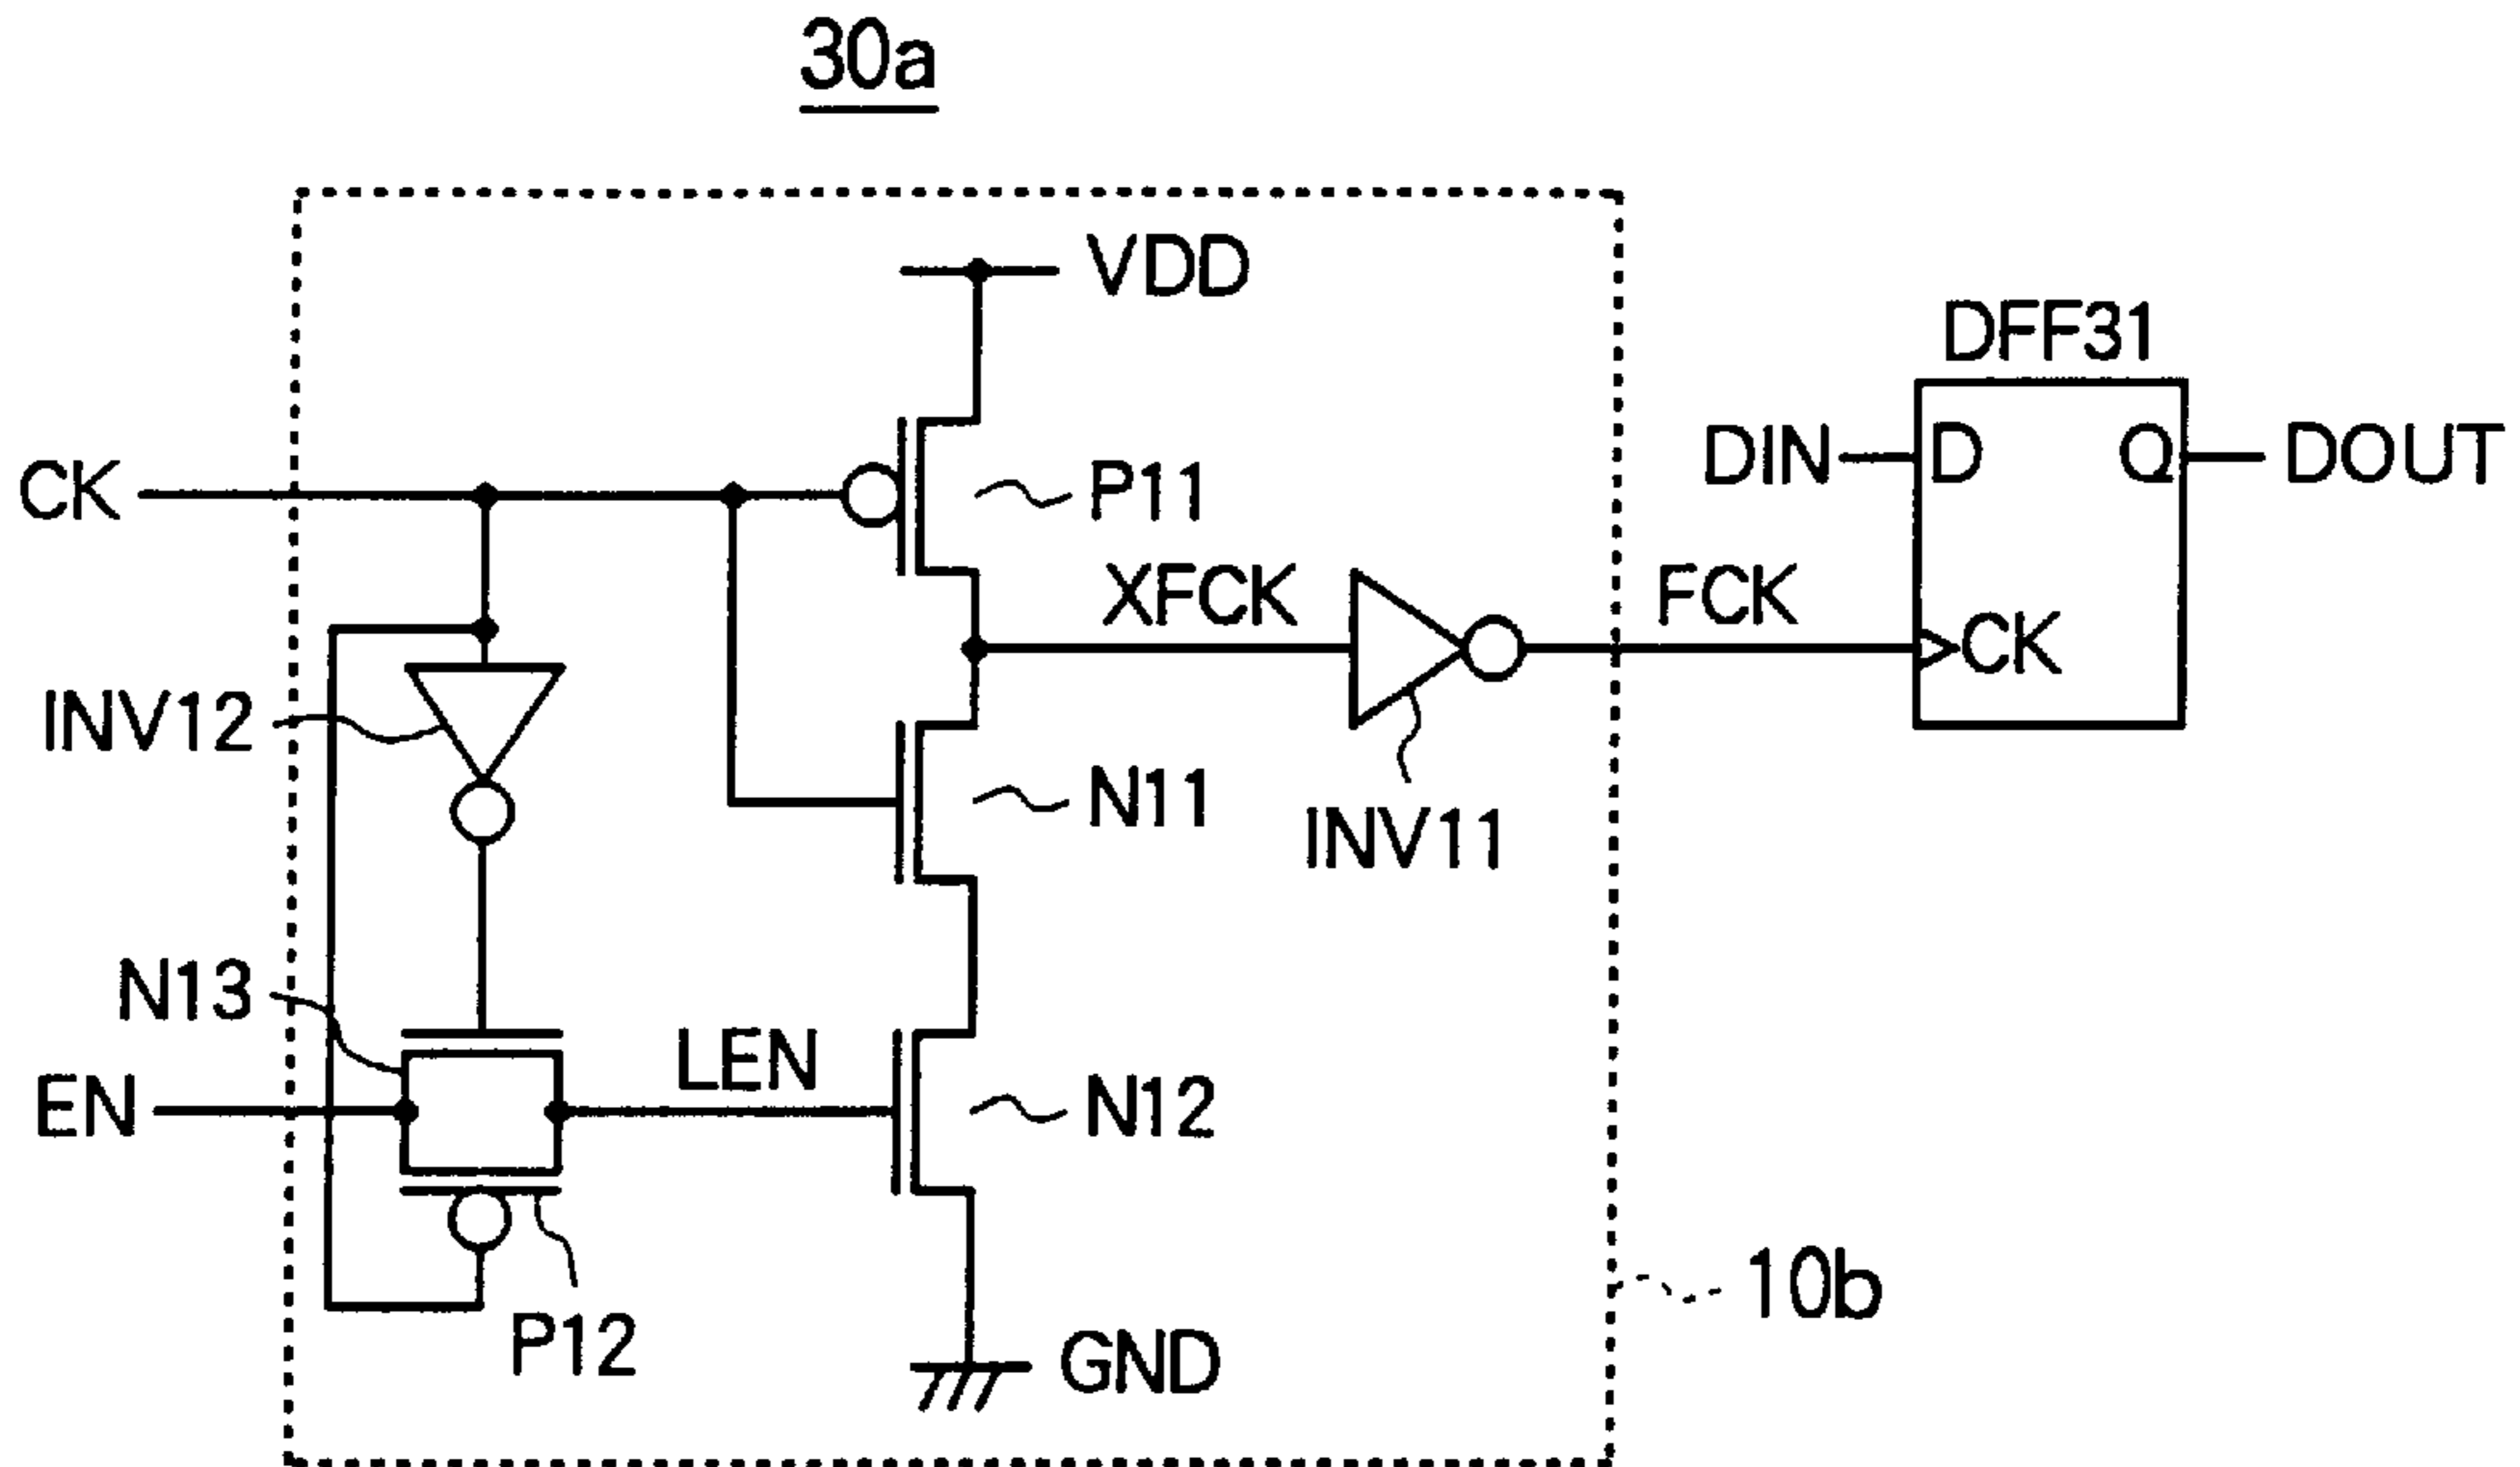 30a
VDD
DFF31
DIN
D
Q
DOUT
CK
P11
XFCK
FCK
CK
INV12
N11
INV11
N13
LEN
EN
N12
10b
P12
GND